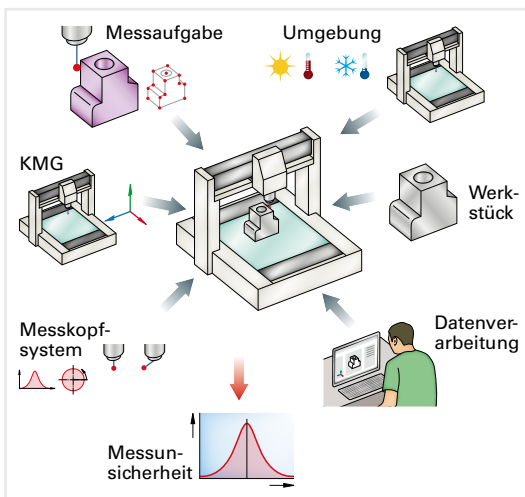 Messaufgabe
Umgebung
KMG
Werk-
stück
Messkopf-
system
Datenver-
arbeitung
Messun-
sicherheit